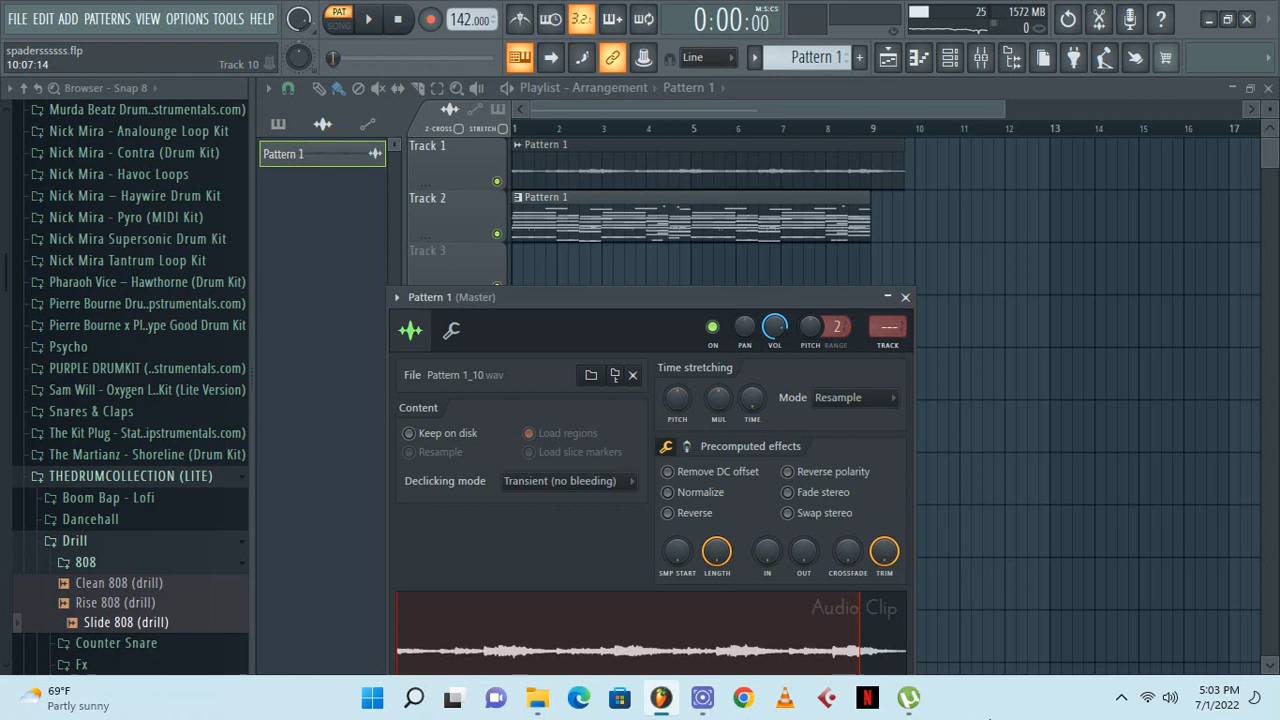 FILE EDIT ADD PATTERNS VIEW OPTIONS TOOLS HELP
PAT
SONG
142.000
3.2
0:00:00
M:S:CS
25
1572 MB
0
spaderssssss.flp
10:07:14
Track 10
Line
Pattern 1
Browser - Snap 8
Playlist - Arrangement
Pattern 1
Murda Beatz Drum...strumentals.com)
Nick Mira - Analounge Loop Kit
Nick Mira - Contra (Drum Kit)
Nick Mira - Havoc Loops
Nick Mira – Haywire Drum Kit
Nick Mira - Pyro (MIDI Kit)
Nick Mira Supersonic Drum Kit
Nick Mira Tantrum Loop Kit
Pharaoh Vice – Hawthorne (Drum Kit)
Pierre Bourne Dru...pstrumentals.com)
Pierre Bourne x Pl...ype Good Drum Kit
Psycho
PURPLE DRUMKIT (...strumentals.com)
Sam Will - Oxygen l...Kit (Lite Version)
Snares & Claps
The Kit Plug - Stat...ipstrumentals.com)
The Martianz - Shoreline (Drum Kit)
THEDRUMCOLLECTION (LITE)
Boom Bap - Lofi
Dancehall
Drill
808
Clean 808 (drill)
Rise 808 (drill)
Slide 808 (drill)
Counter Snare
Fx
Pattern 1
Z-CROSS
STRETCH
1 2 3 4 5 6 7 8 9 10 11 12 13 14 15 16 17
Track 1
Pattern 1
Track 2
Pattern 1
Track 3
Pattern 1 (Master)
ON
PAN
VOL
PITCH
2
RANGE
---
TRACK
File Pattern 1_10.wav
Content
Keep on disk
Load regions
Resample
Load slice markers
Declicking mode
Transient (no bleeding)
Time stretching
PITCH
MUL
TIME
Mode
Resample
Precomputed effects
Remove DC offset
Reverse polarity
Normalize
Fade stereo
Reverse
Swap stereo
SMP START
LENGTH
IN
OUT
CROSSFADE
TRIM
Audio Clip
69°F
Partly sunny
N
5:03 PM
7/1/2022